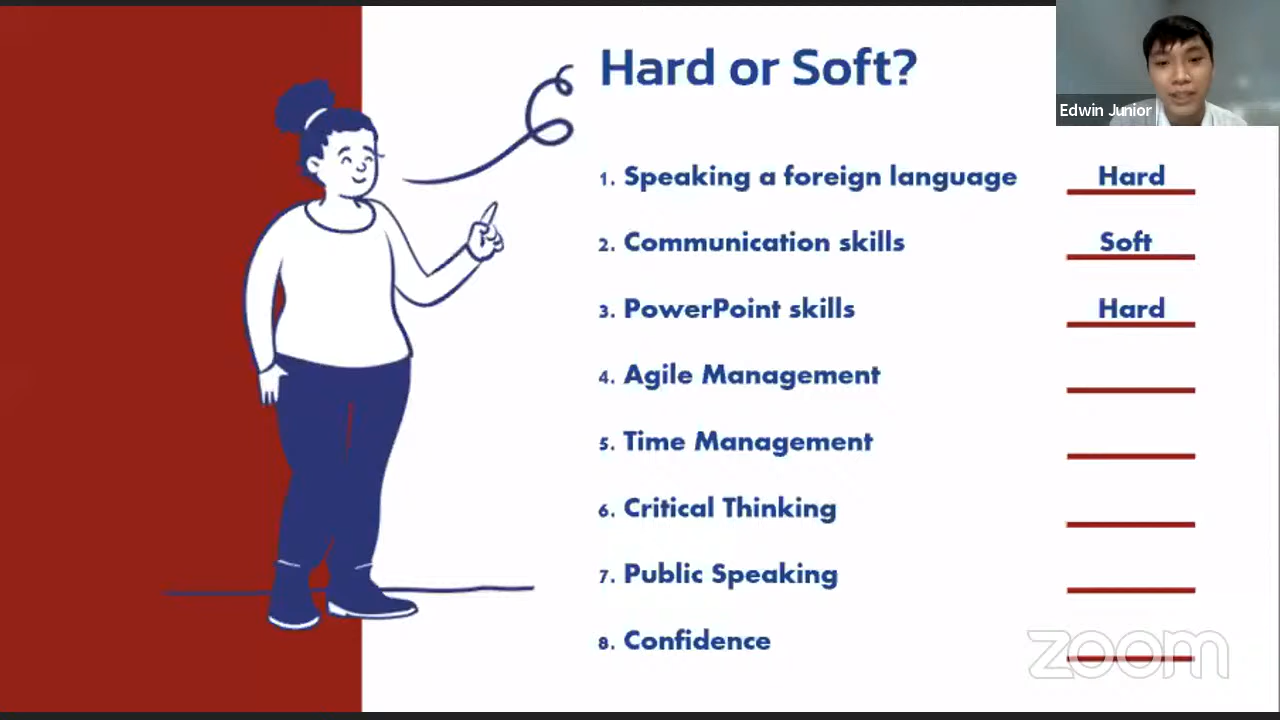 Hard or Soft?
Edwin Junior
1. Speaking a foreign language Hard
2. Communication skills Soft
3. PowerPoint skills Hard
4. Agile Management
5. Time Management
6. Critical Thinking
7. Public Speaking
8. Confidence
zoom